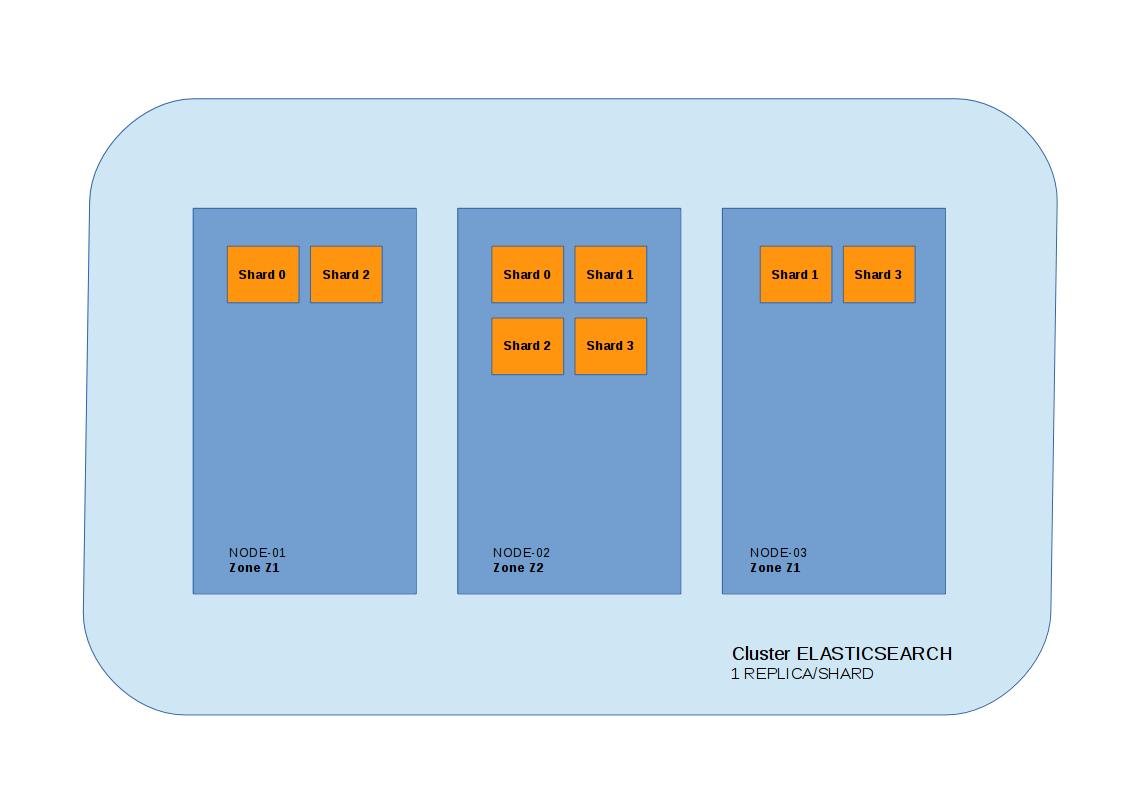 Shard 0
Shard 2
NODE-01
Zone Z1
Shard 0
Shard 1
Shard 2
Shard 3
NODE-02
Zone Z2
Shard 1
Shard 3
NODE-03
Zone Z1
Cluster ELASTICSEARCH
1 REPLICA/SHARD